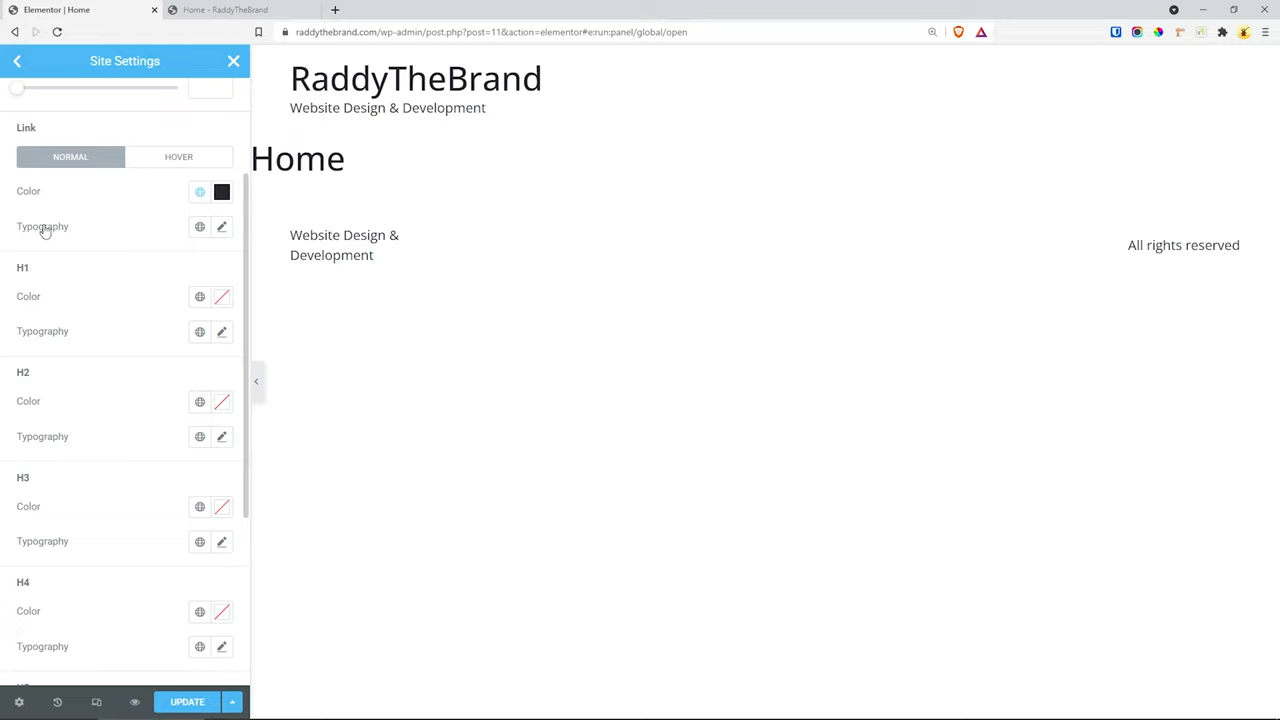 Elementor | Home
Home - RaddyTheBrand
raddythebrand.com/wp-admin/post.php?post=11&action=elementor#e:run:panel/global/open
Site Settings
Link
NORMAL
HOVER
Color
Typography
H1
Color
Typography
H2
Color
Typography
H3
Color
Typography
H4
Color
Typography
UPDATE
RaddyTheBrand
Website Design & Development
Home
Website Design &
Development
All rights reserved